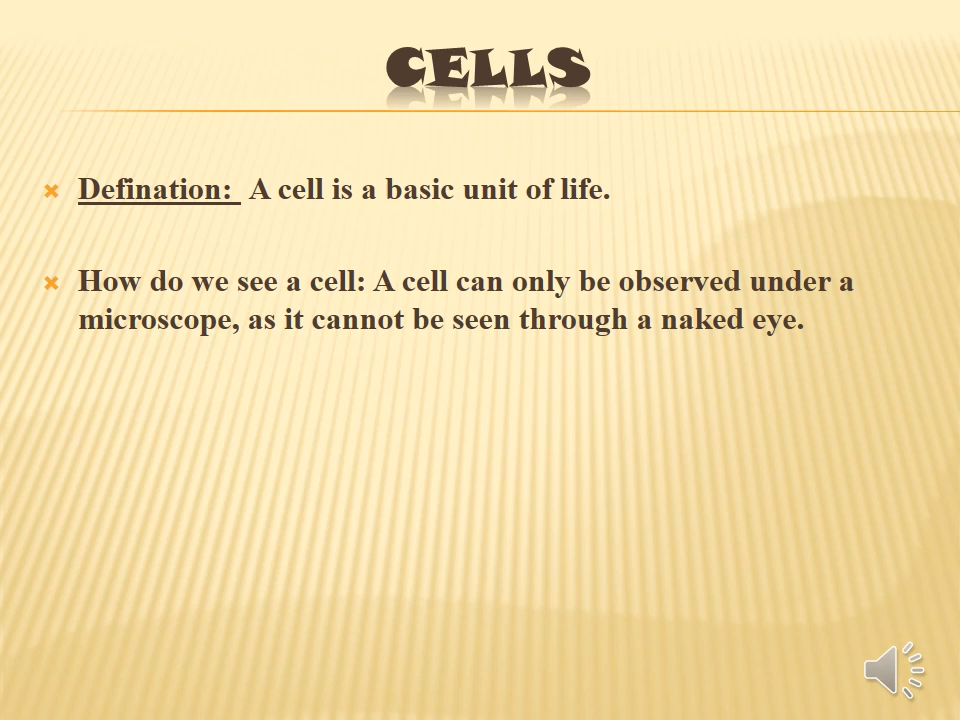 CELLS
Defination:  A cell is a basic unit of life.
How do we see a cell: A cell can only be observed under a
microscope, as it cannot be seen through a naked eye.